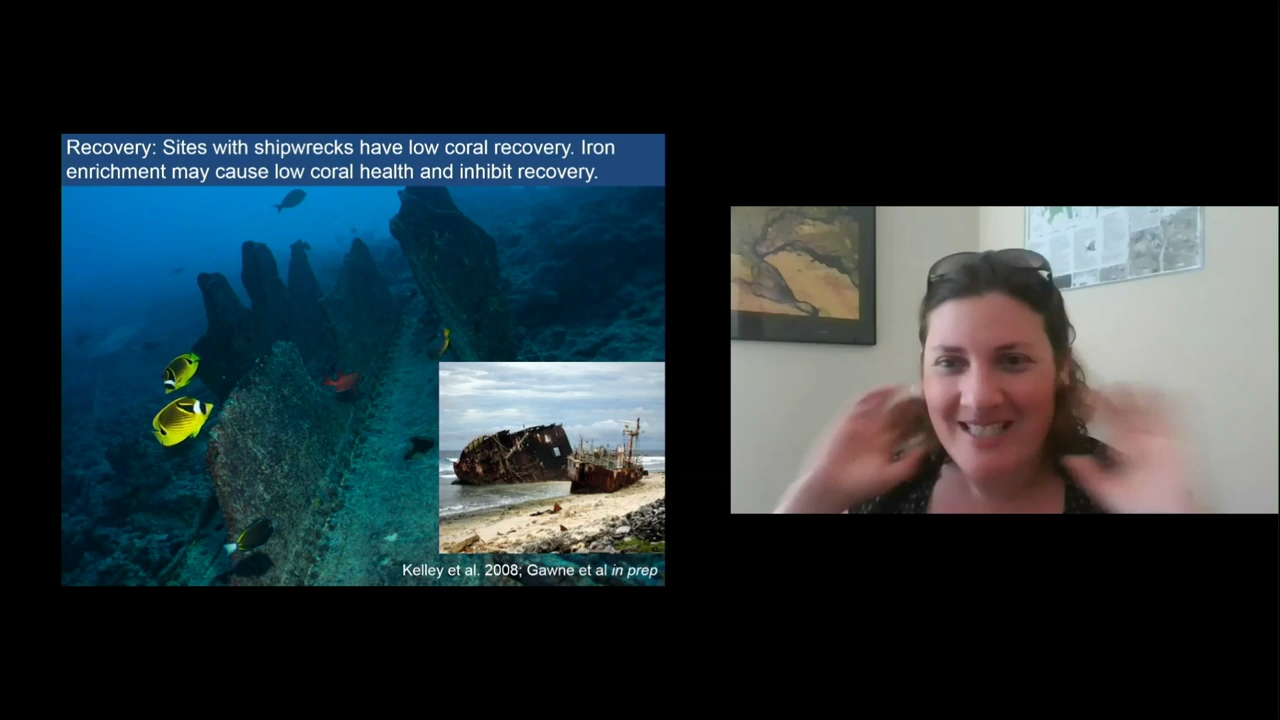 Recovery: Sites with shipwrecks have low coral recovery. Iron
enrichment may cause low coral health and inhibit recovery.
Kelley et al. 2008; Gawne et al in prep